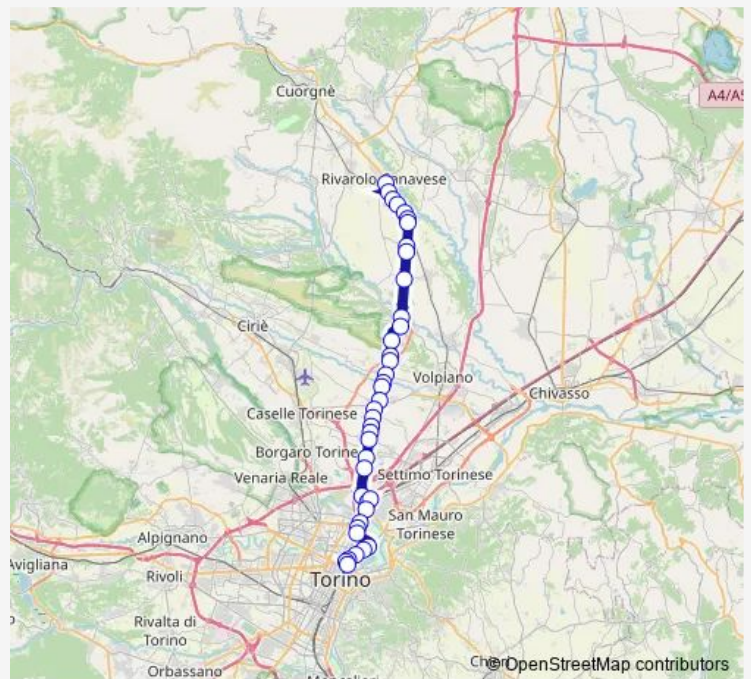 Cuorgnè
A4/A5
Rivarolo Canavese
Ciriè
Volpiano
Chivasso
Caselle Torinese
Borgaro Torine
Settimo Torinese
Venaria Reale
San Mauro
Torinese
Alpignano
Avigliana
Rivoli
Torino
Rivalta di
Torino
Orbassano
© OpenStreetMap contributors